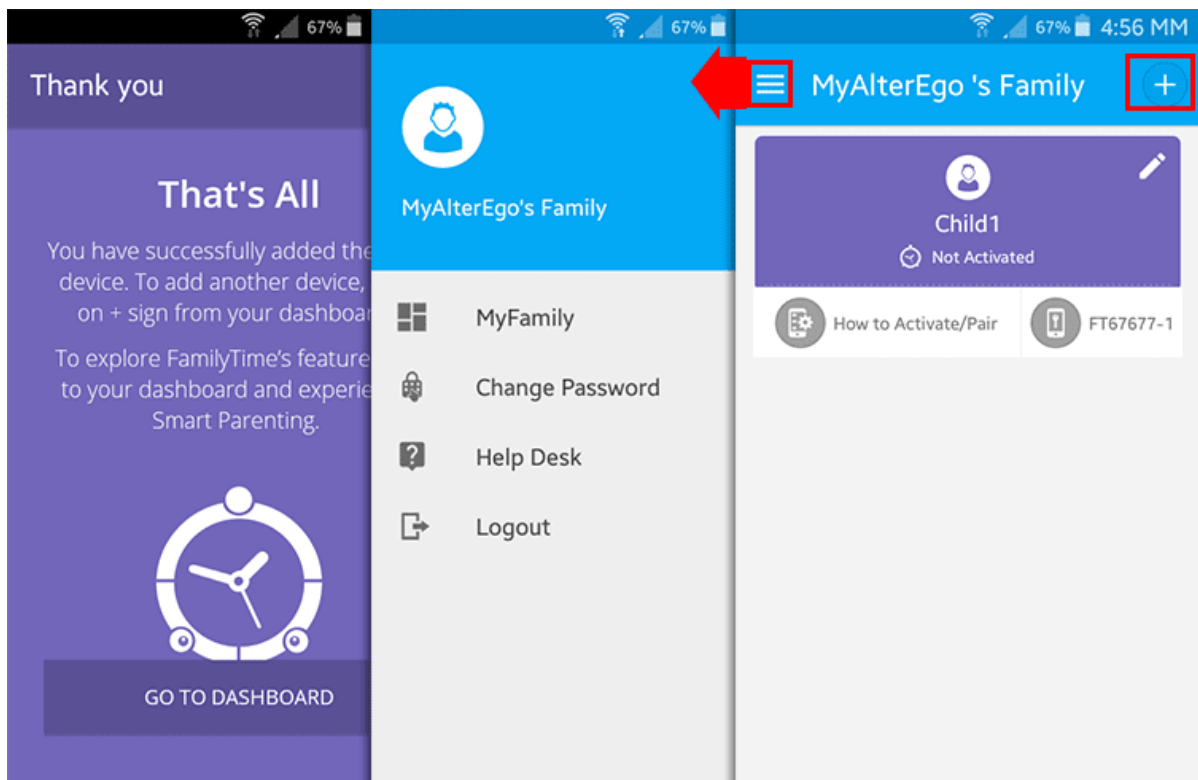 67%
Thank you
That's All
You have successfully added the
device. To add another device,
on + sign from your dashboar
To explore FamilyTime's feature
to your dashboard and experie
Smart Parenting.
GO TO DASHBOARD
67%
MyAlterEgo's Family
MyFamily
Change Password
Help Desk
Logout
67% 4:56 MM
MyAlterEgo 's Family
Child1
Not Activated
How to Activate/Pair
FT67677-1